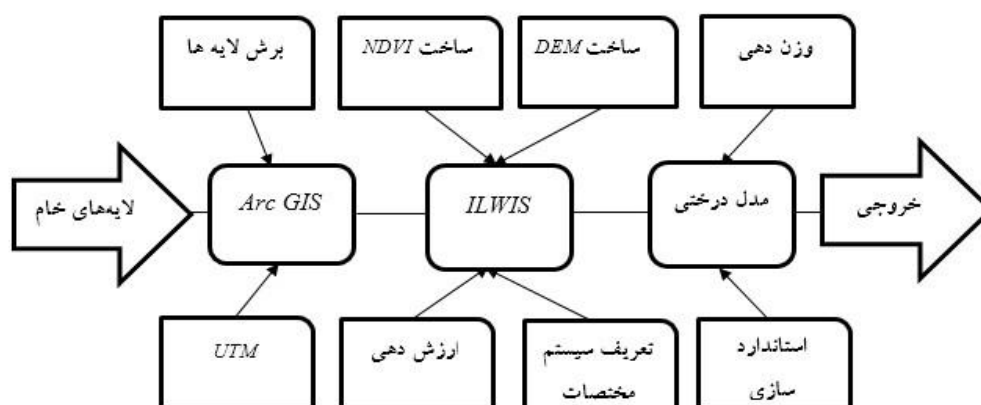 برش لایه ها
ساخت NDVI
ساخت DEM
وزن دهی
لایه‌های خام
Arc GIS
ILWIS
مدل درختی
خروجی
UTM
ارزش دهی
تعریف سیستم
مختصات
استاندارد
سازی